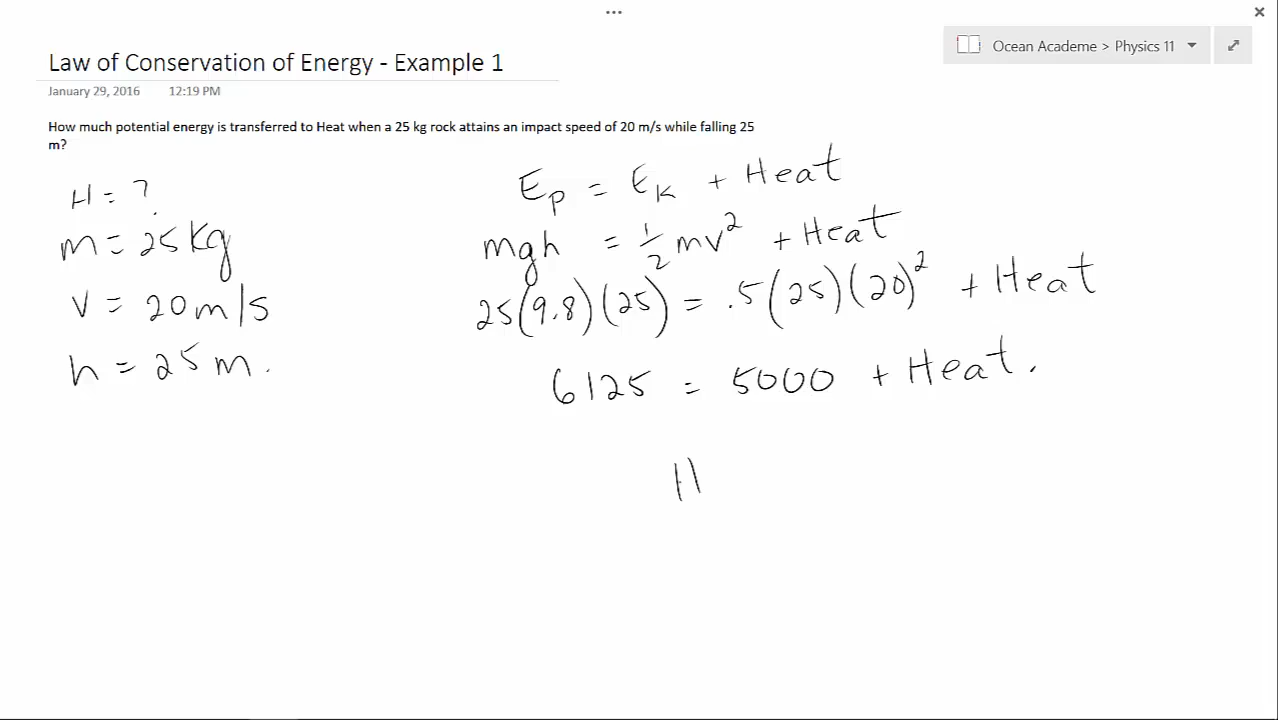 ...
Ocean Academe > Physics 11
Law of Conservation of Energy - Example 1
January 29, 2016 12:19 PM
How much potential energy is transferred to Heat when a 25 kg rock attains an impact speed of 20 m/s while falling 25
m?
H = ?
m = 25 kg
v = 20 m/s
h = 25 m.
Ep = EK + Heat
mgh = 1/2 mv² + Heat
25(9.8)(25) = .5(25)(20)² + Heat
6125 = 5000 + Heat.